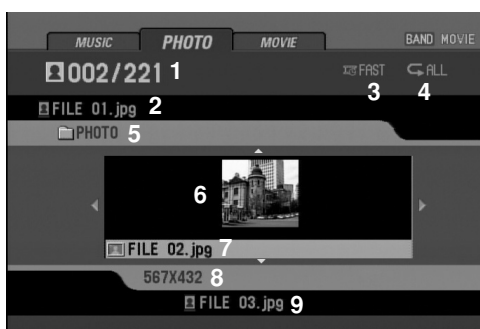 MUSIC PHOTO MOVIE BAND MOVIE
002/221 1 FAST ALL
3 4
FILE 01.jpg 2
PHOTO 5
6
FILE 02.jpg 7
567X432 8
FILE 03.jpg 9